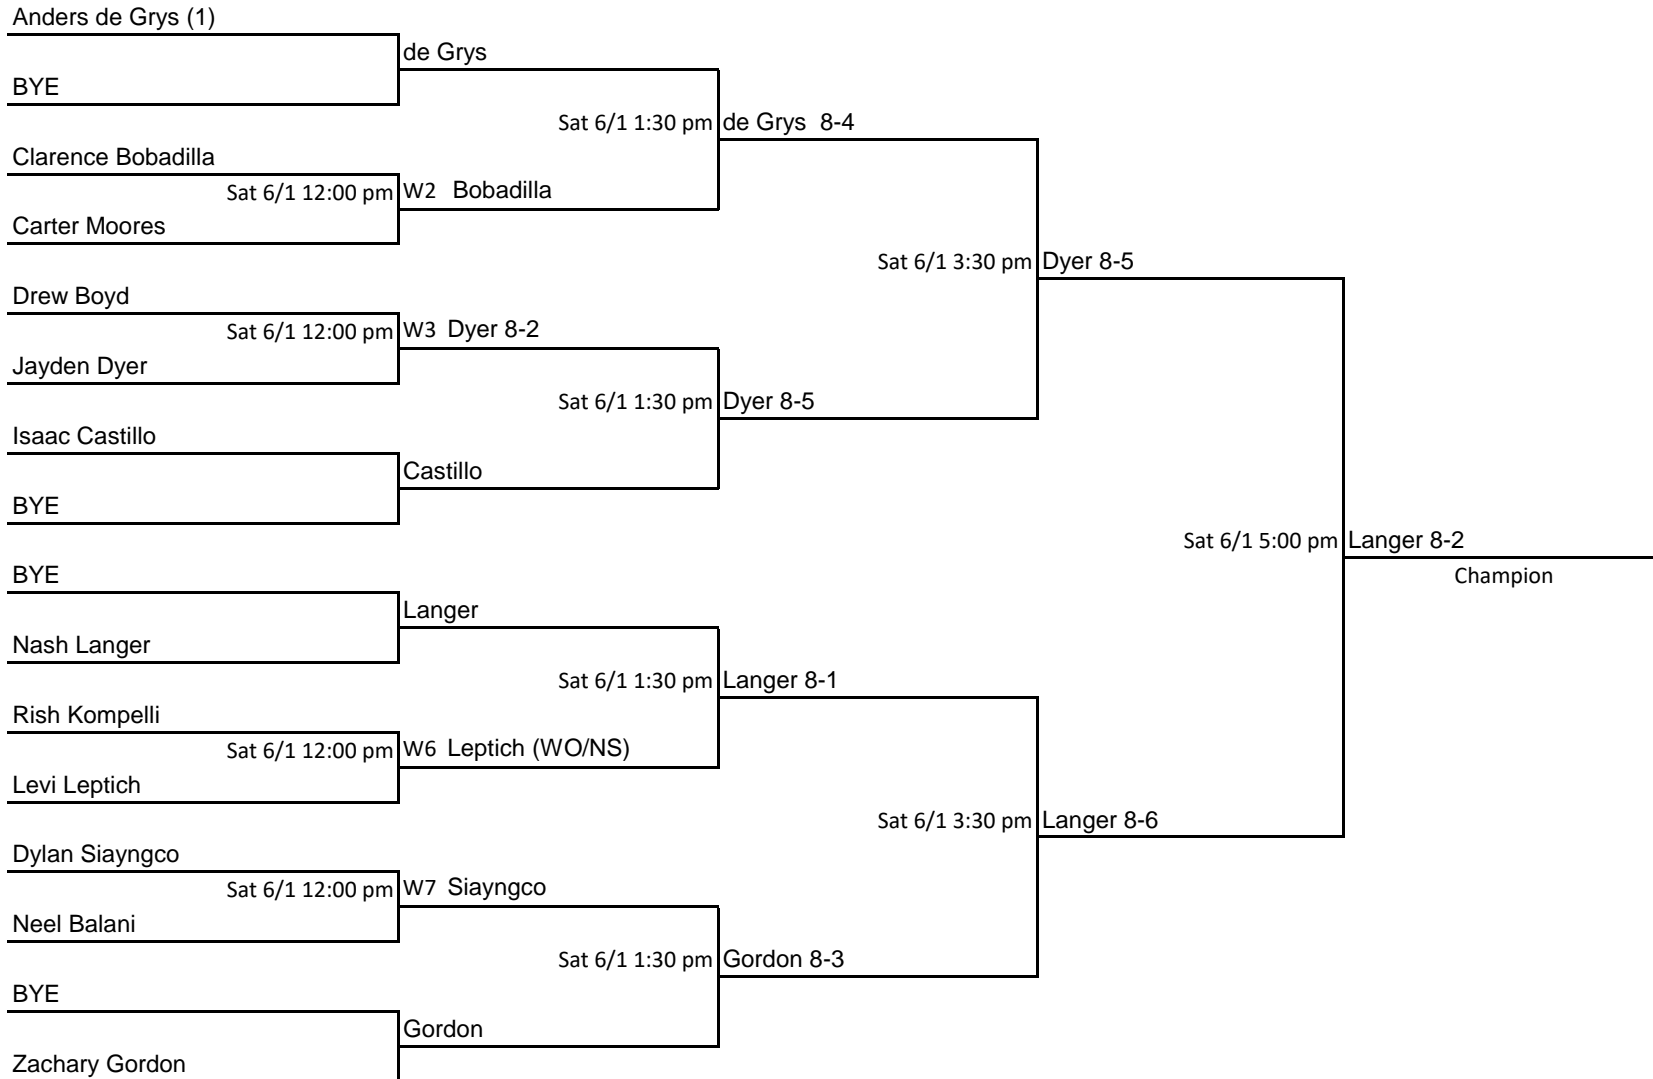 Anders de Grys (1)
de Grys
BYE
Sat 6/1 1:30 pm de Grys 8-4
Clarence Bobadilla
Sat 6/1 12:00 pm W2 Bobadilla
Carter Moores
Sat 6/1 3:30 pm Dyer 8-5
Drew Boyd
Sat 6/1 12:00 pm W3 Dyer 8-2
Jayden Dyer
Sat 6/1 1:30 pm Dyer 8-5
Isaac Castillo
Castillo
BYE
Sat 6/1 5:00 pm Langer 8-2
BYE
Champion
Langer
Nash Langer
Sat 6/1 1:30 pm Langer 8-1
Rish Kompelli
Sat 6/1 12:00 pm W6 Leptich (WO/NS)
Levi Leptich
Sat 6/1 3:30 pm Langer 8-6
Dylan Siayngco
Sat 6/1 12:00 pm W7 Siayngco
Neel Balani
Sat 6/1 1:30 pm Gordon 8-3
BYE
Gordon
Zachary Gordon